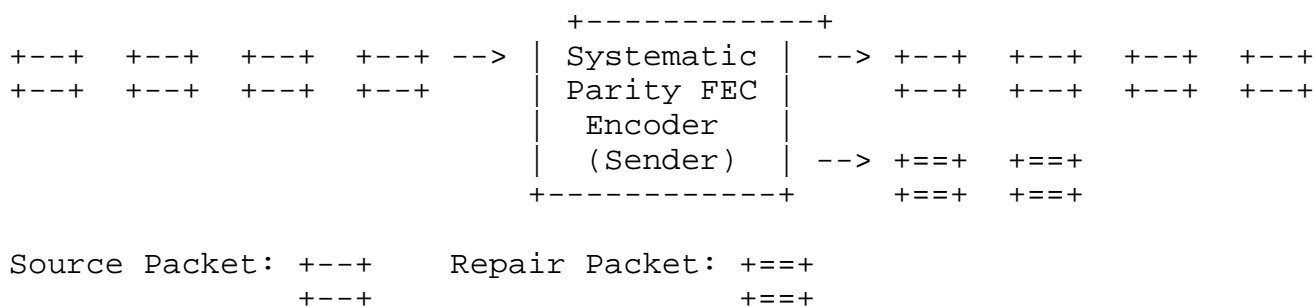 +------------+
+--+  +--+  +--+  +--+ -->   | Systematic | --> +--+  +--+  +--+  +--+
+--+  +--+  +--+  +--+       | Parity FEC |     +--+  +--+  +--+  +--+
                             |  Encoder   |
                             |  (Sender)  | --> +==+  +==+
                             +------------+     +==+  +==+
Source Packet: +--+    Repair Packet: +==+
               +--+                   +==+